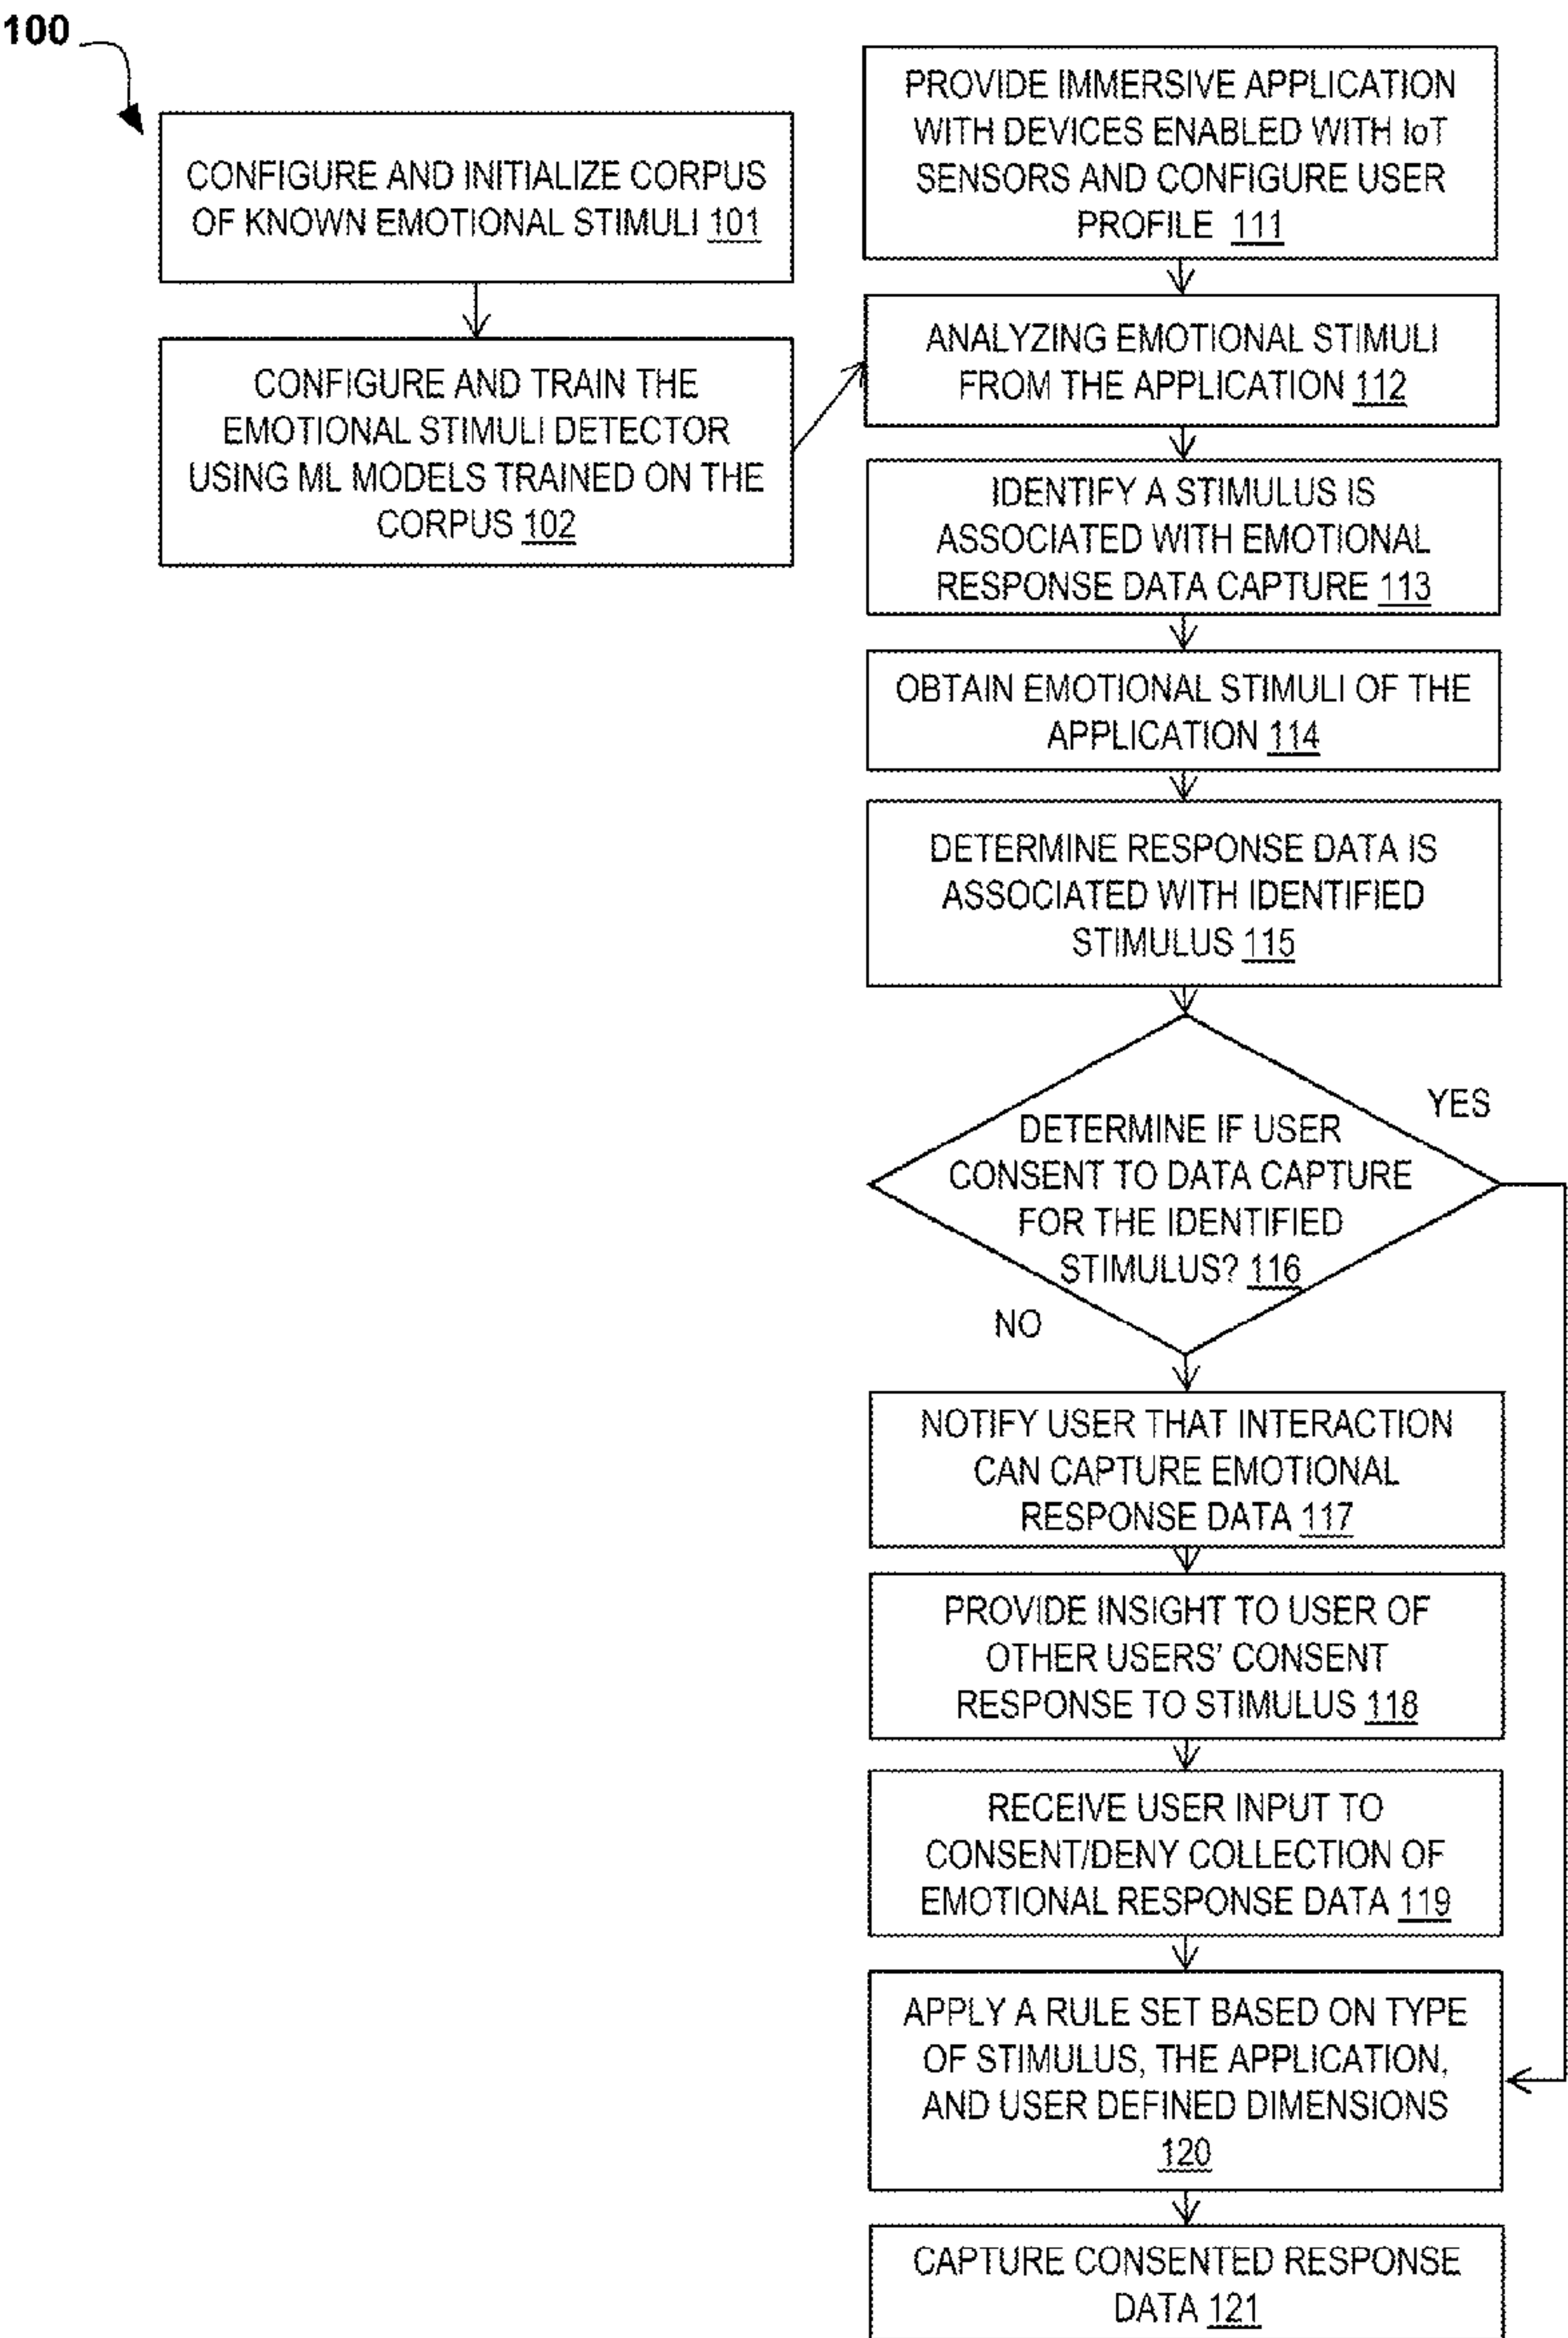 100
CONFIGURE AND INITIALIZE CORPUS
OF KNOWN EMOTIONAL STIMULI 101
CONFIGURE AND TRAIN THE
EMOTIONAL STIMULI DETECTOR
USING ML MODELS TRAINED ON THE
CORPUS 102
PROVIDE IMMERSIVE APPLICATION
WITH DEVICES ENABLED WITH IoT
SENSORS AND CONFIGURE USER
PROFILE 111
ANALYZING EMOTIONAL STIMULI
FROM THE APPLICATION 112
IDENTIFY A STIMULUS IS
ASSOCIATED WITH EMOTIONAL
RESPONSE DATA CAPTURE 113
OBTAIN EMOTIONAL STIMULI OF THE
APPLICATION 114
DETERMINE RESPONSE DATA IS
ASSOCIATED WITH IDENTIFIED
STIMULUS 115
YES
DETERMINE IF USER
CONSENT TO DATA CAPTURE
FOR THE IDENTIFIED
STIMULUS? 116
NO
NOTIFY USER THAT INTERACTION
CAN CAPTURE EMOTIONAL
RESPONSE DATA 117
PROVIDE INSIGHT TO USER OF
OTHER USERS' CONSENT
RESPONSE TO STIMULUS 118
RECEIVE USER INPUT TO
CONSENT/DENY COLLECTION OF
EMOTIONAL RESPONSE DATA 119
APPLY A RULE SET BASED ON TYPE
OF STIMULUS, THE APPLICATION,
AND USER DEFINED DIMENSIONS
120
CAPTURE CONSENTED RESPONSE
DATA 121